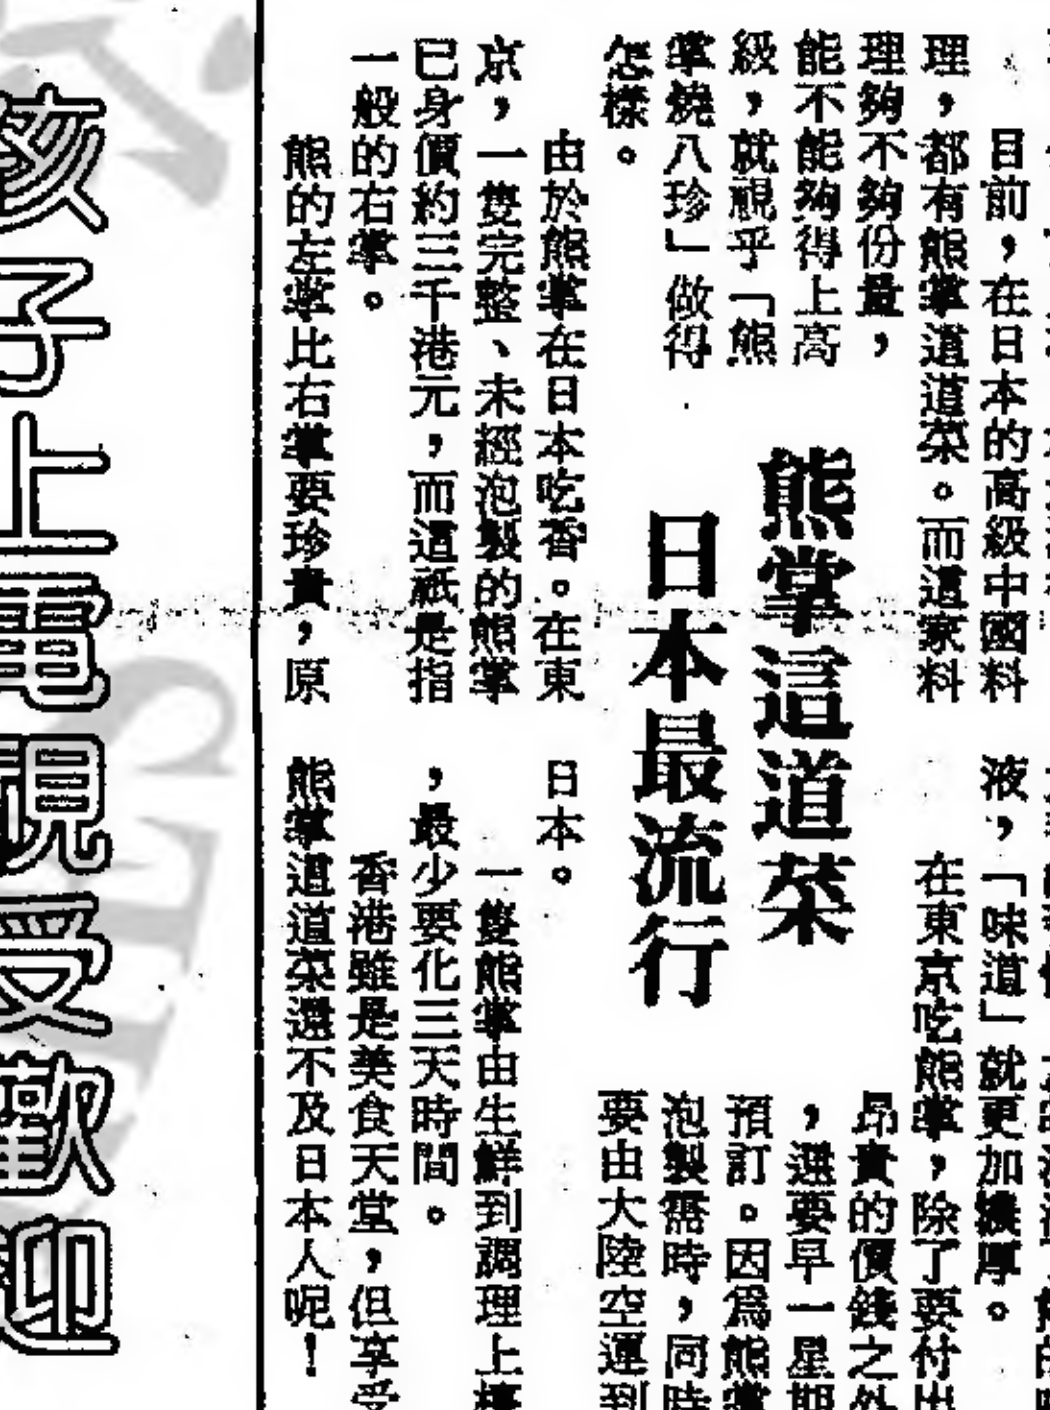 熊掌這道菜
日本最流行
目前，在日本的高級中國料
理，都有熊掌這道菜。而這家料
理夠不夠份量，
能不能夠得上高
級，就視乎「熊
掌燒八珍」做得
怎樣。
由於熊掌在日本吃香。在東
京，一隻完整、未經泡製的熊掌
已身價約三千港元，而這祇是指
一般的右掌。
熊的左掌比右掌要珍貴，原
液，「味道」就更加濃厚。
在東京吃熊掌，除了要付出
昂貴的價錢之外
，還要早一星期
預訂。因爲熊掌
泡製需時，同時
要由大陸空運到
日本。
一隻熊掌由生鮮到調理上檯
，最少要化三天時間。
香港雖是美食天堂，但享受
熊掌這道菜還不及日本人呢！
孩子上電視受歡迎